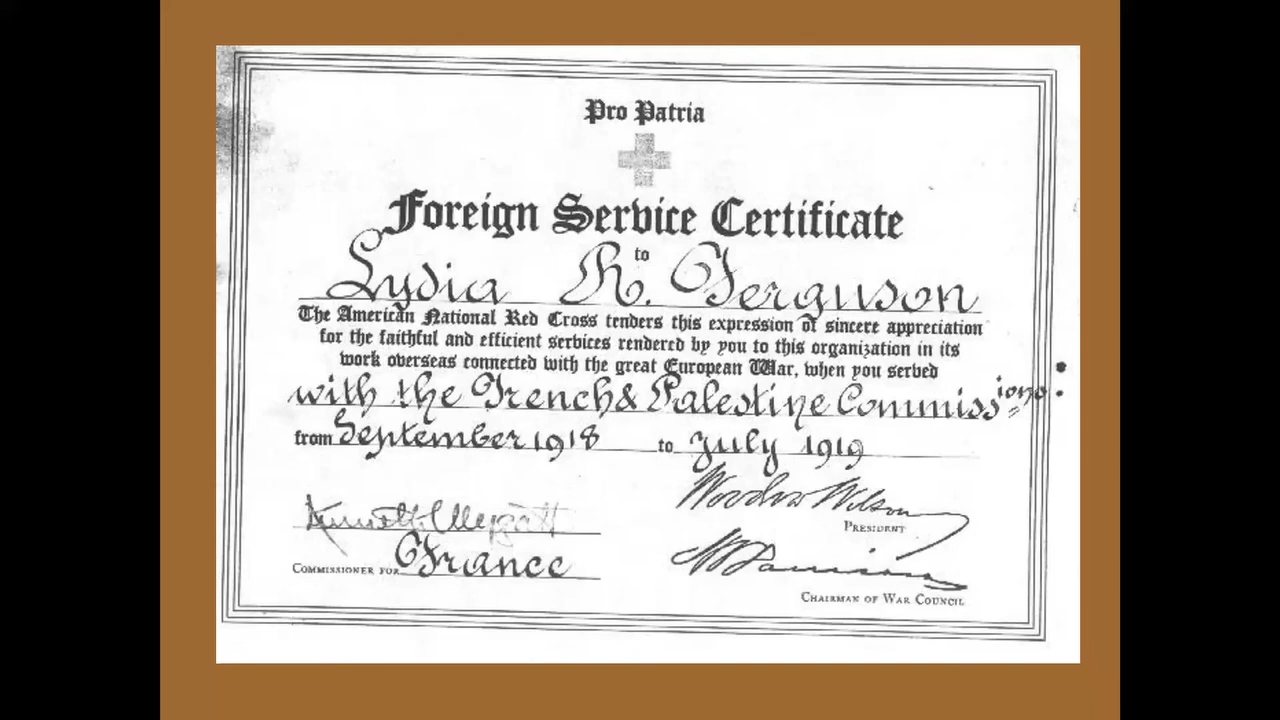 Pro Patria
Foreign Service Certificate
to
Lydia R. Ferguson
The American National Red Cross tenders this expression of sincere appreciation
for the faithful and efficient services rendered by you to this organization in its
work overseas connected with the great European War, when you served
with the French & Palestine Commissions:
from September 1918 to July 1919
Woodrow Wilson
PRESIDENT
COMMISSIONER FOR France
CHAIRMAN OF WAR COUNCIL